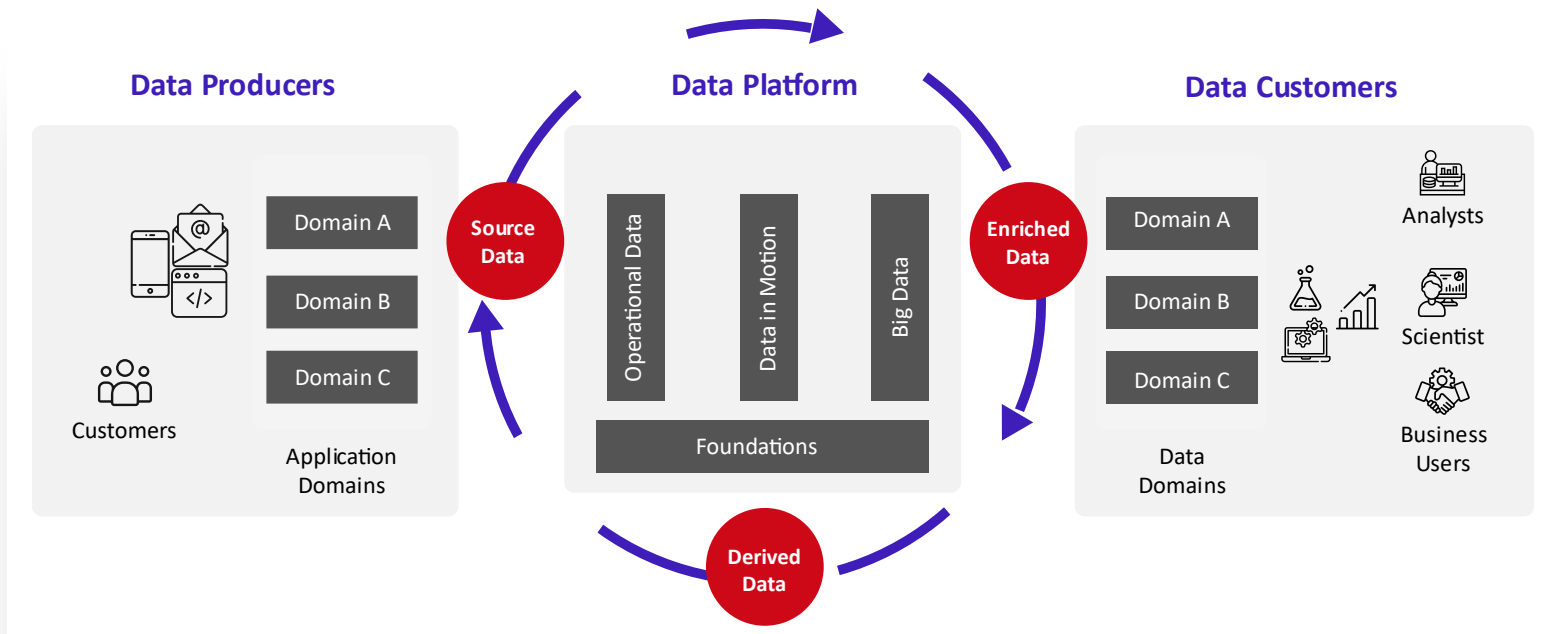 Data Producers
@
</>
Customers
Domain A
Domain B
Domain C
Application
Domains
Source
Data
Data Platform
Operational Data
Data in Motion
Big Data
Foundations
Derived
Data
Enriched
Data
Data Customers
Domain A
Domain B
Domain C
Data
Domains
Analysts
Scientist
Business
Users